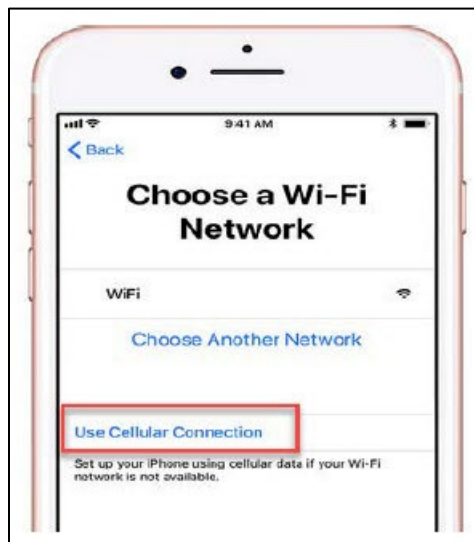 9:41 AM
Back
Choose a Wi-Fi
Network
WiFi
Choose Another Network
Use Cellular Connection
Set up your iPhone using cellular data if your Wi-Fi
network is not available.